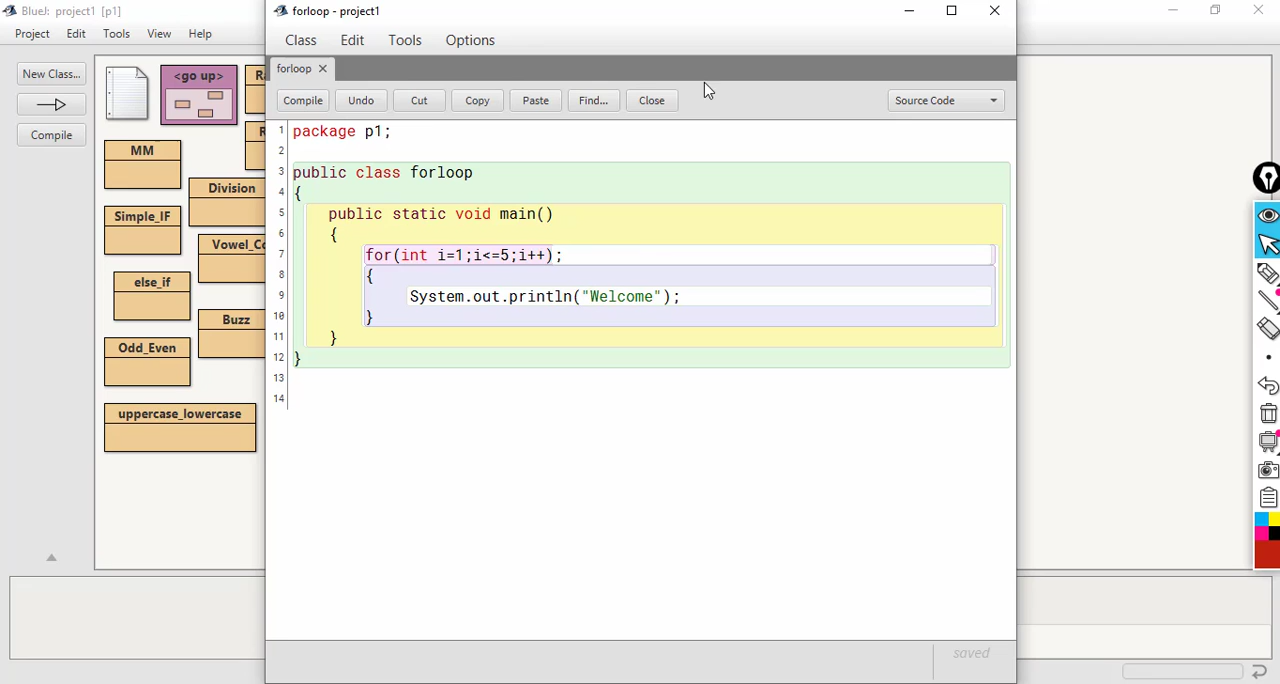 BlueJ: project1 [p1]
Project Edit Tools View Help
New Class...
Compile
<go up>
MM
Division
Simple_IF
Vowel_Co
else_if
Buzz
Odd_Even
uppercase_lowercase
forloop - project1
Class Edit Tools Options
forloop
Compile Undo Cut Copy Paste Find... Close Source Code
1 package p1;
2
3 public class forloop
4 {
5 public static void main()
6 {
7 for(int i=1;i<=5;i++);
8 {
9 System.out.println("Welcome");
10 }
11 }
12 }
13
14
saved